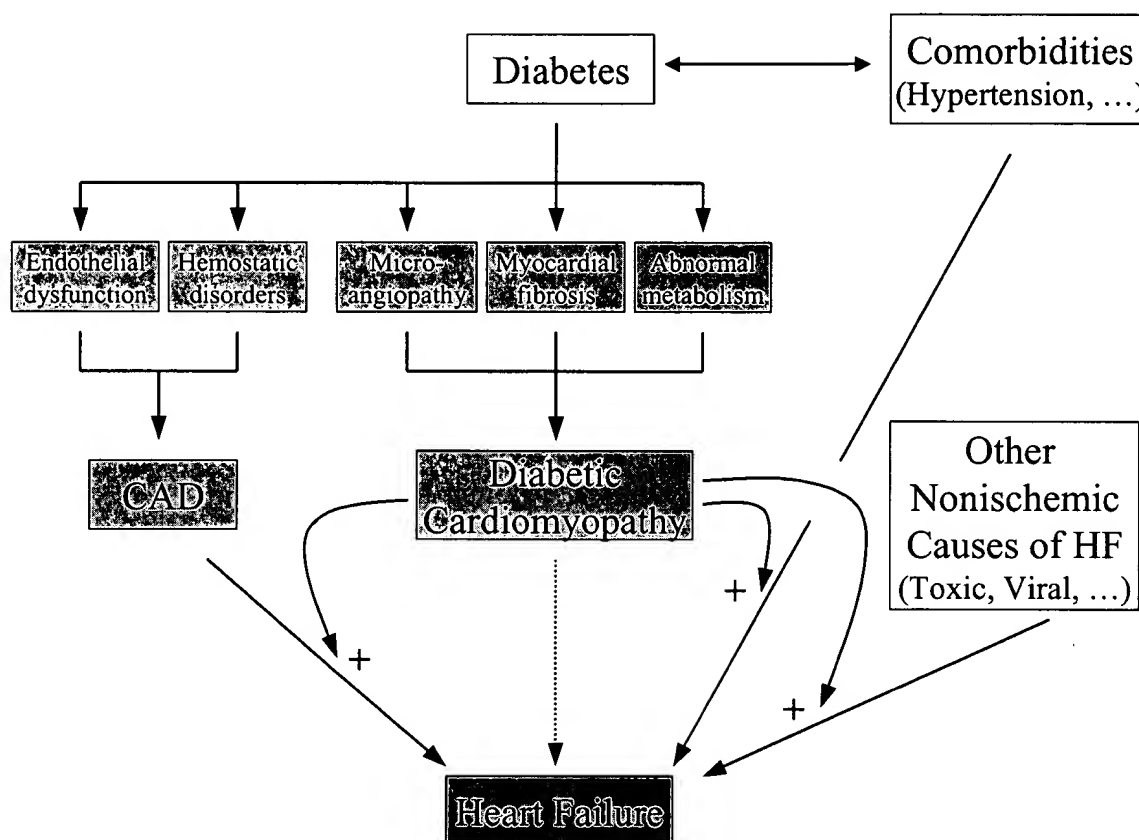 Diabetes
Comorbidities
(Hypertension, ...)
Endothelial
dysfunction
Hemostatic
disorders
Micro-
angiopathy
Myocardial
fibrosis
Abnormal
metabolism
CAD
Diabetic
Cardiomyopathy
Other
Nonischemic
Causes of HF
(Toxic, Viral, ...)
+
+
+
Heart Failure